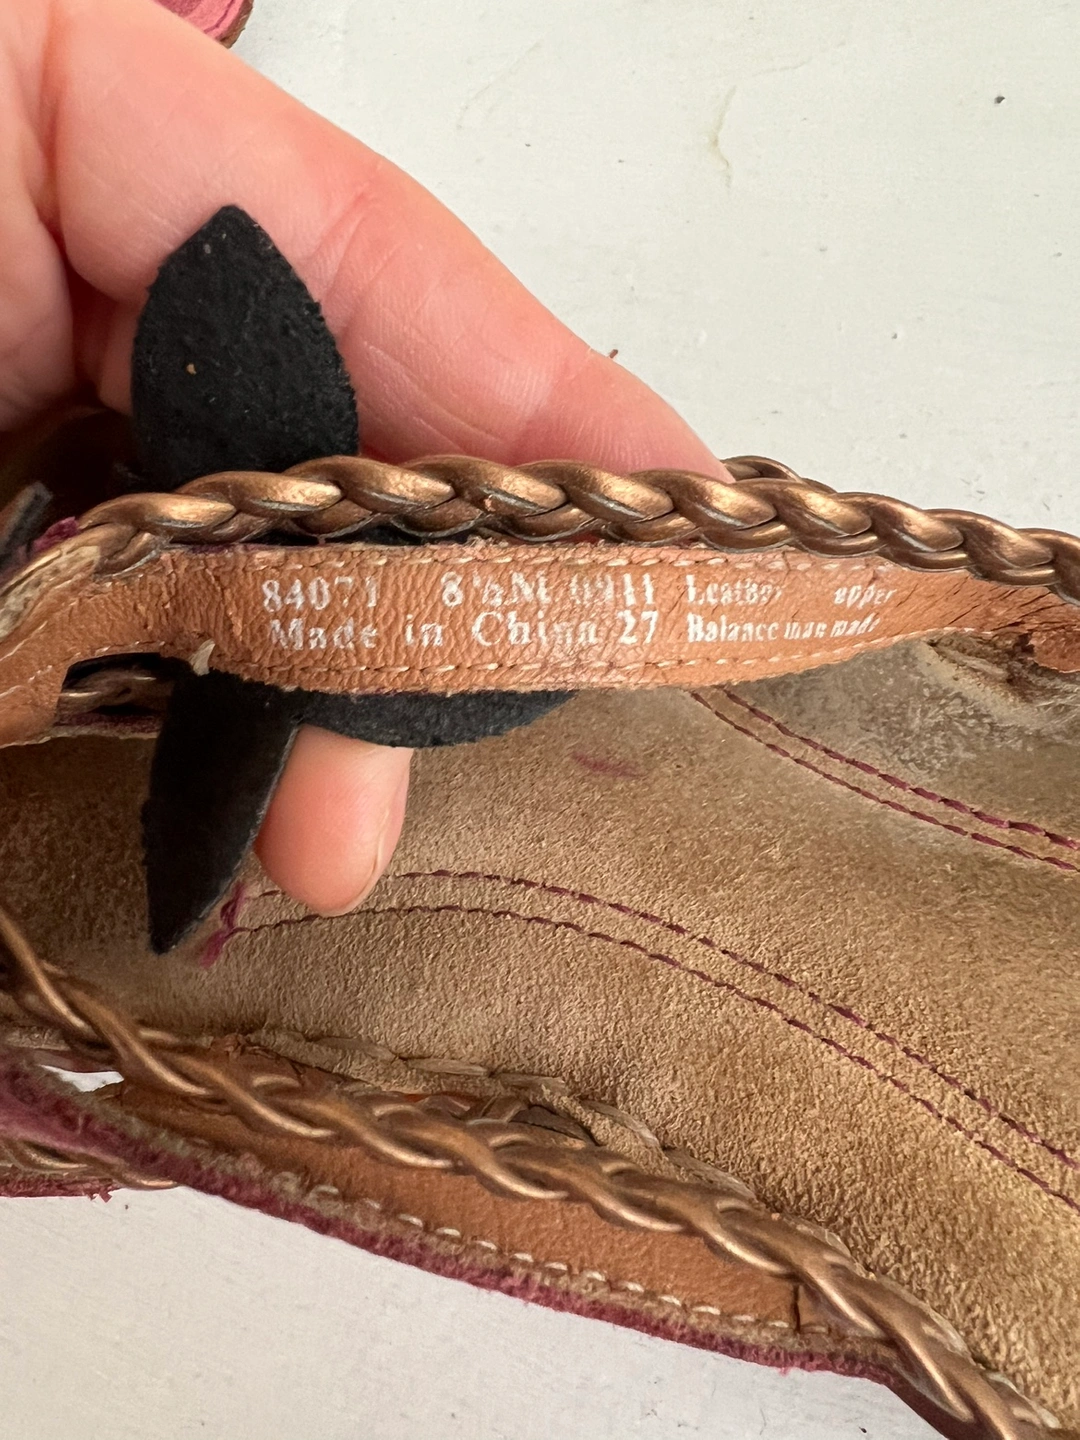 84071 8½M 0911 Leather upper
Made in China 27 Balance man made